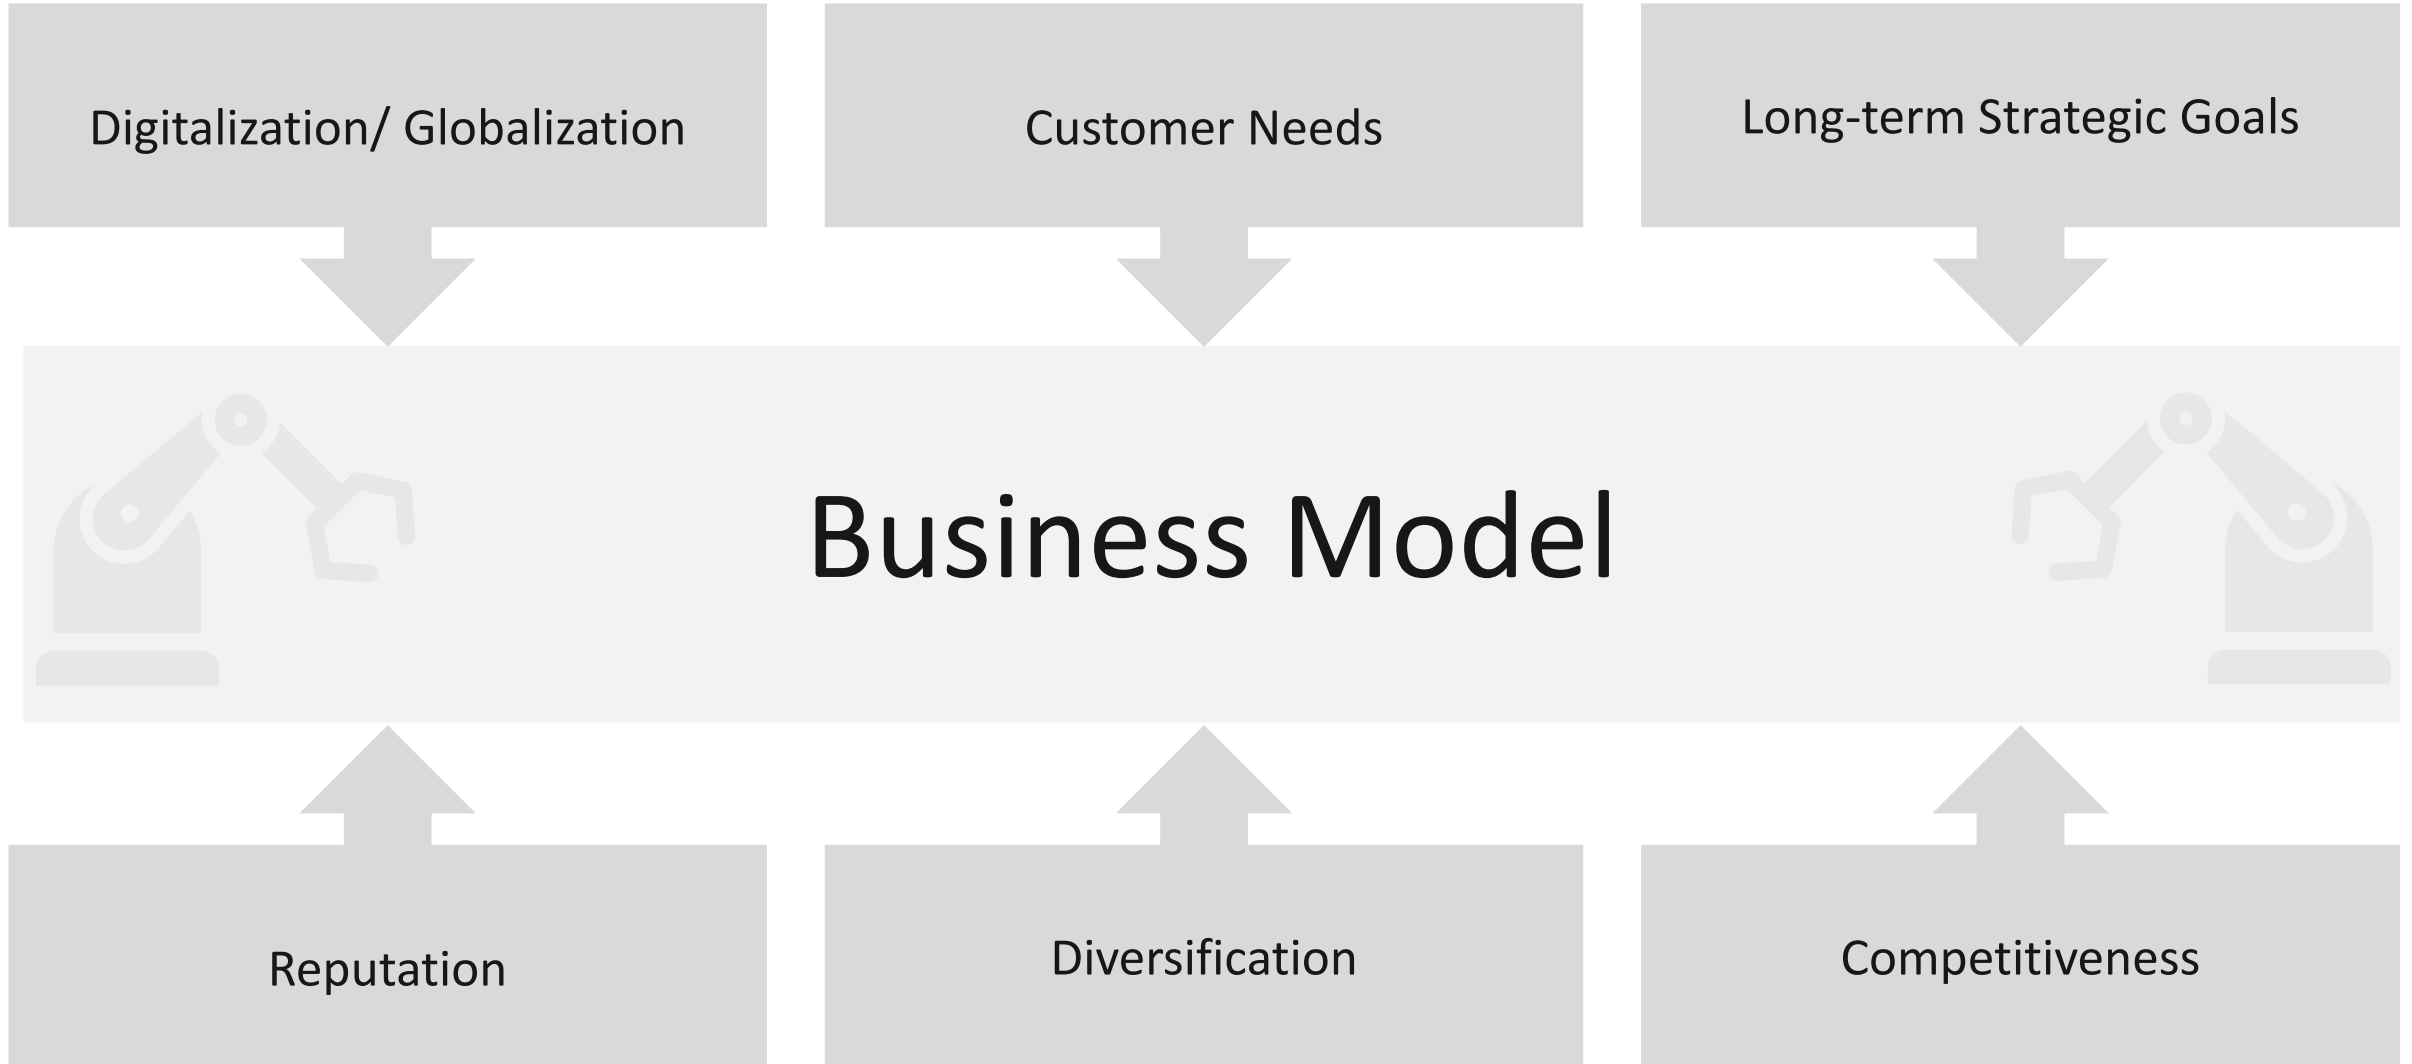 Digitalization/ Globalization
Customer Needs
Long-term Strategic Goals
Business Model
Reputation
Diversification
Competitiveness